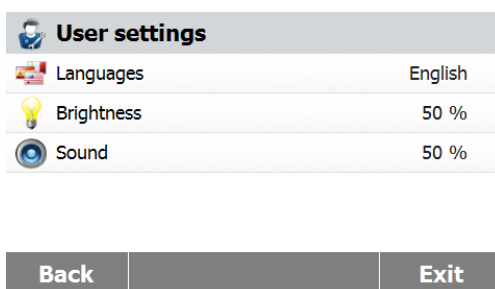 User settings
Languages English
Brightness 50 %
Sound 50 %
Back Exit